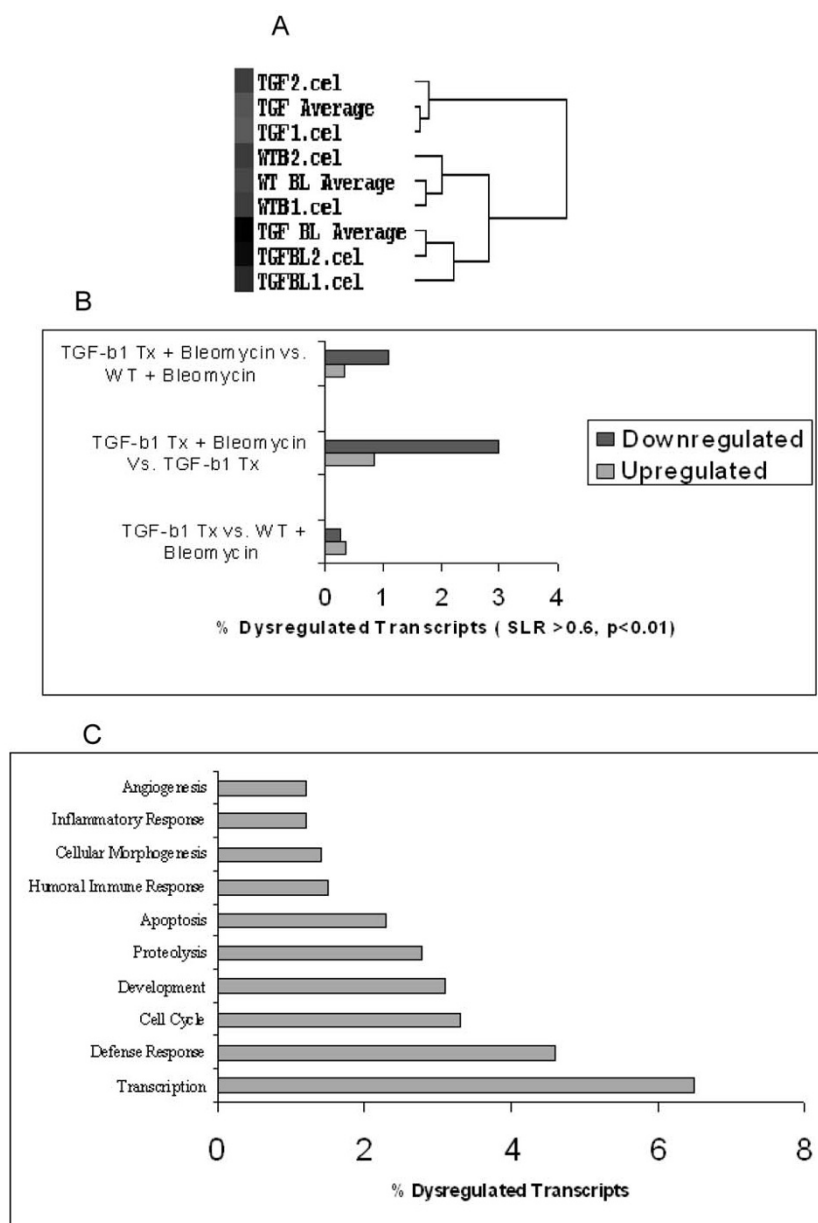 A
TGF2.cel
TGF Average
TGF1.cel
WTB2.cel
WT BL Average
WTB1.cel
TGF BL Average
TGFBL2.cel
TGFBL1.cel
B
TGF-b1 Tx + Bleomycin vs.
WT + Bleomycin
TGF-b1 Tx + Bleomycin
Vs. TGF-b1 Tx
TGF-b1 Tx vs. WT +
Bleomycin
Downregulated
Upregulated
0 1 2 3 4
% Dysregulated Transcripts ( SLR >0.6, p<0.01)
C
Angiogenesis
Inflammatory Response
Cellular Morphogenesis
Humoral Immune Response
Apoptosis
Proteolysis
Development
Cell Cycle
Defense Response
Transcription
0 2 4 6 8
% Dysregulated Transcripts